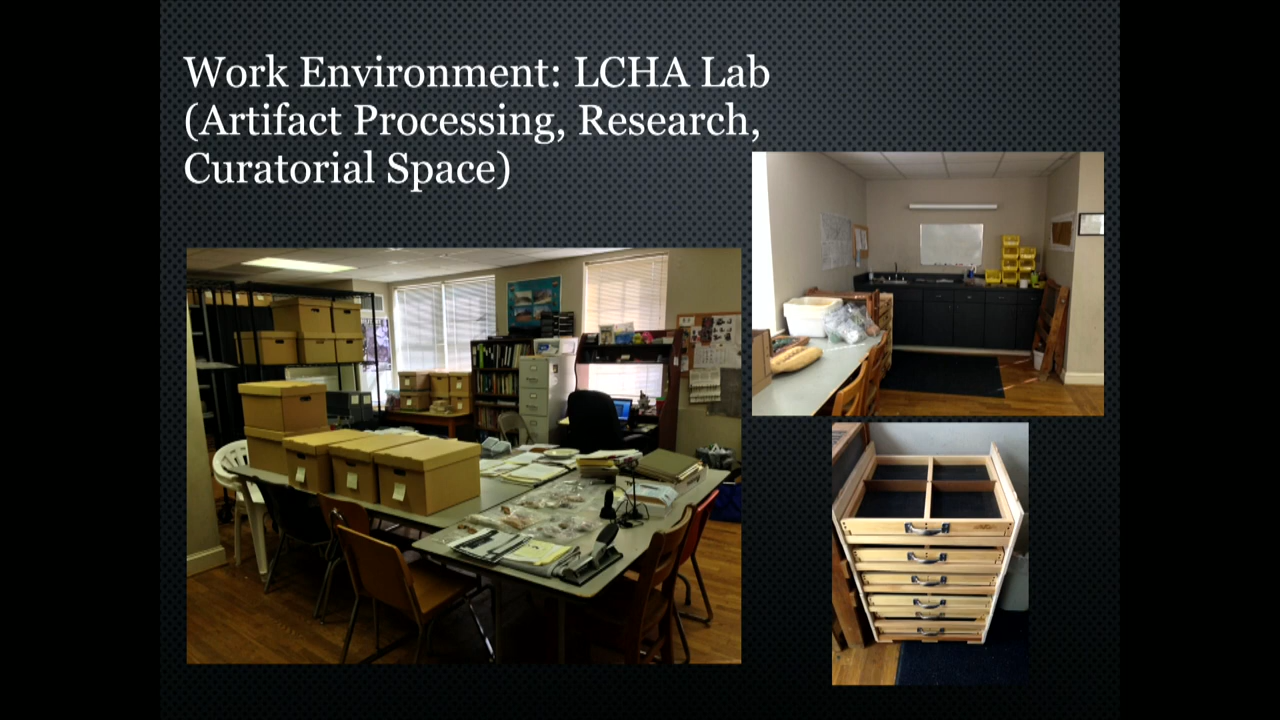 Work Environment: LCHA Lab
(Artifact Processing, Research,
Curatorial Space)